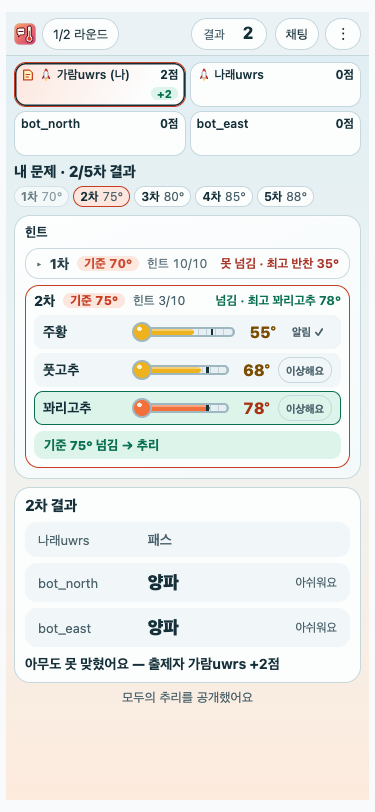 1/2 라운드
결과 2
채팅
가람uwrs (나) 2점
+2
나래uwrs 0점
bot_north 0점
bot_east 0점
내 문제 · 2/5차 결과
1차 70° 2차 75° 3차 80° 4차 85° 5차 88°
힌트
1차 기준 70° 힌트 10/10 못 넘김 · 최고 반찬 35°
2차 기준 75° 힌트 3/10 넘김 · 최고 꽈리고추 78°
주황 55° 알림 ✓
풋고추 68° 이상해요
꽈리고추 78° 이상해요
기준 75° 넘김 → 추리
2차 결과
나래uwrs 패스
bot_north 양파 아쉬워요
bot_east 양파 아쉬워요
아무도 못 맞혔어요 — 출제자 가람uwrs +2점
모두의 추리를 공개했어요